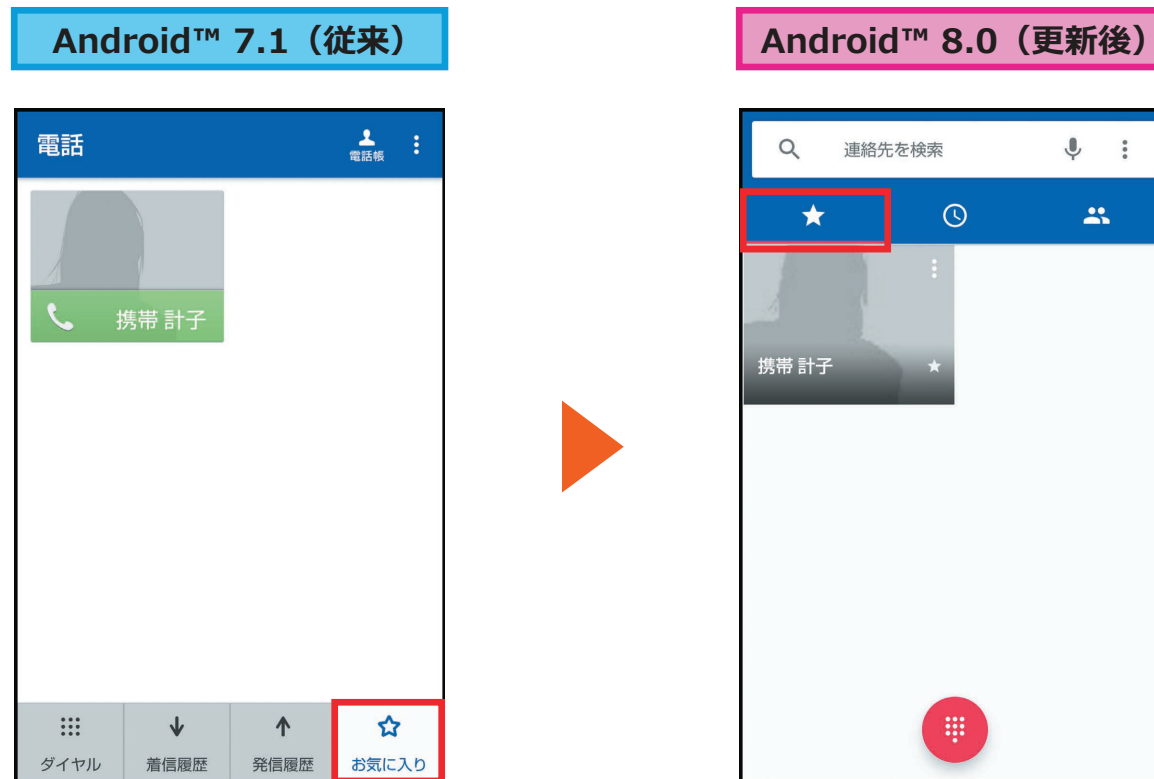 Android™ 7.1（従来）
Android™ 8.0（更新後）
電話
電話帳
携帯 計子
ダイヤル
着信履歴
発信履歴
お気に入り
連絡先を検索
携帯 計子